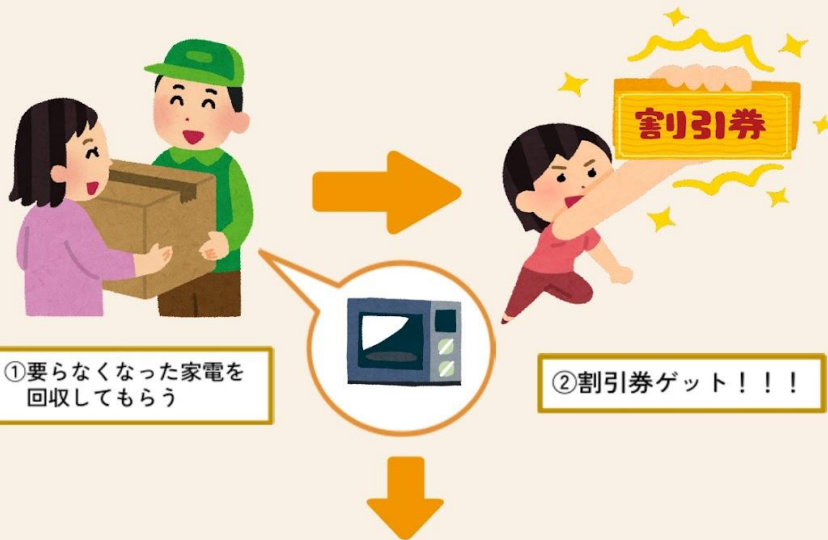 割引券
①要らなくなった家電を
回収してもらう
②割引券ゲット！！！